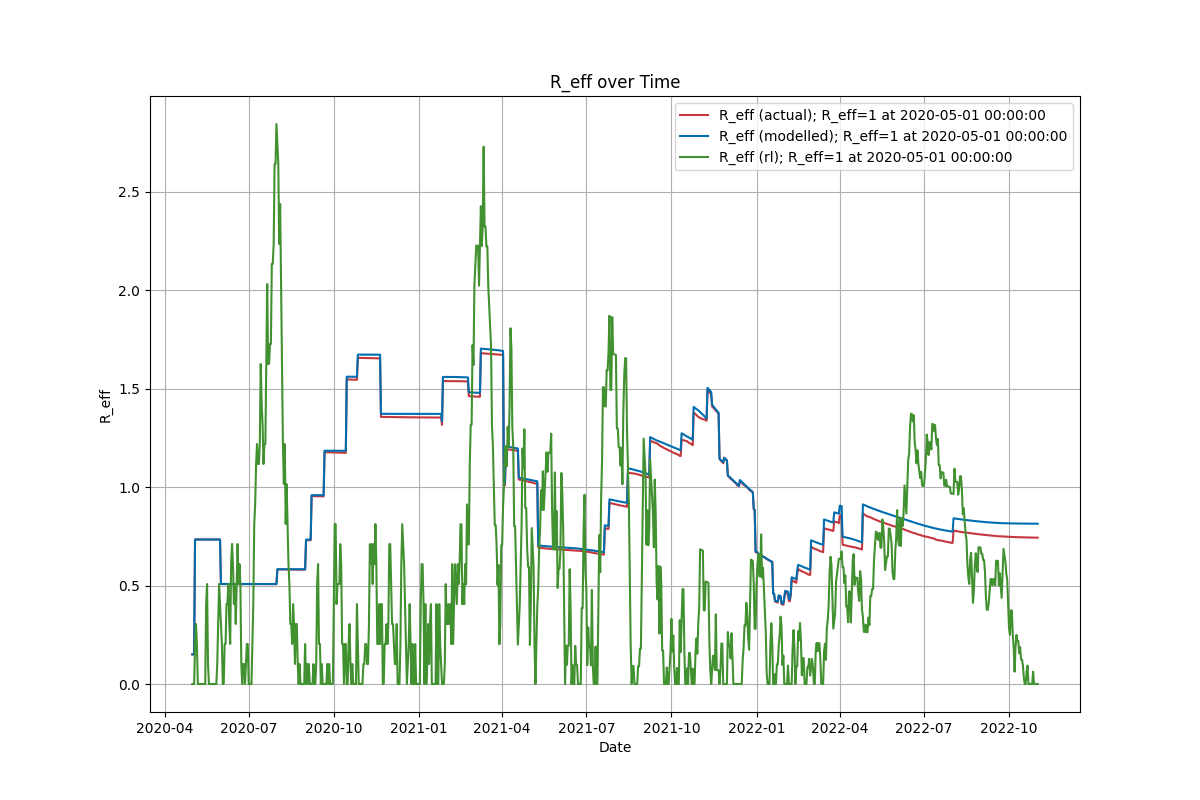 R_eff over Time
R_eff (actual); R_eff=1 at 2020-05-01 00:00:00
R_eff (modelled); R_eff=1 at 2020-05-01 00:00:00
R_eff (rl); R_eff=1 at 2020-05-01 00:00:00
R_eff
2.5
2.0
1.5
1.0
0.5
0.0
2020-04 2020-07 2020-10 2021-01 2021-04 2021-07 2021-10 2022-01 2022-04 2022-07 2022-10
Date